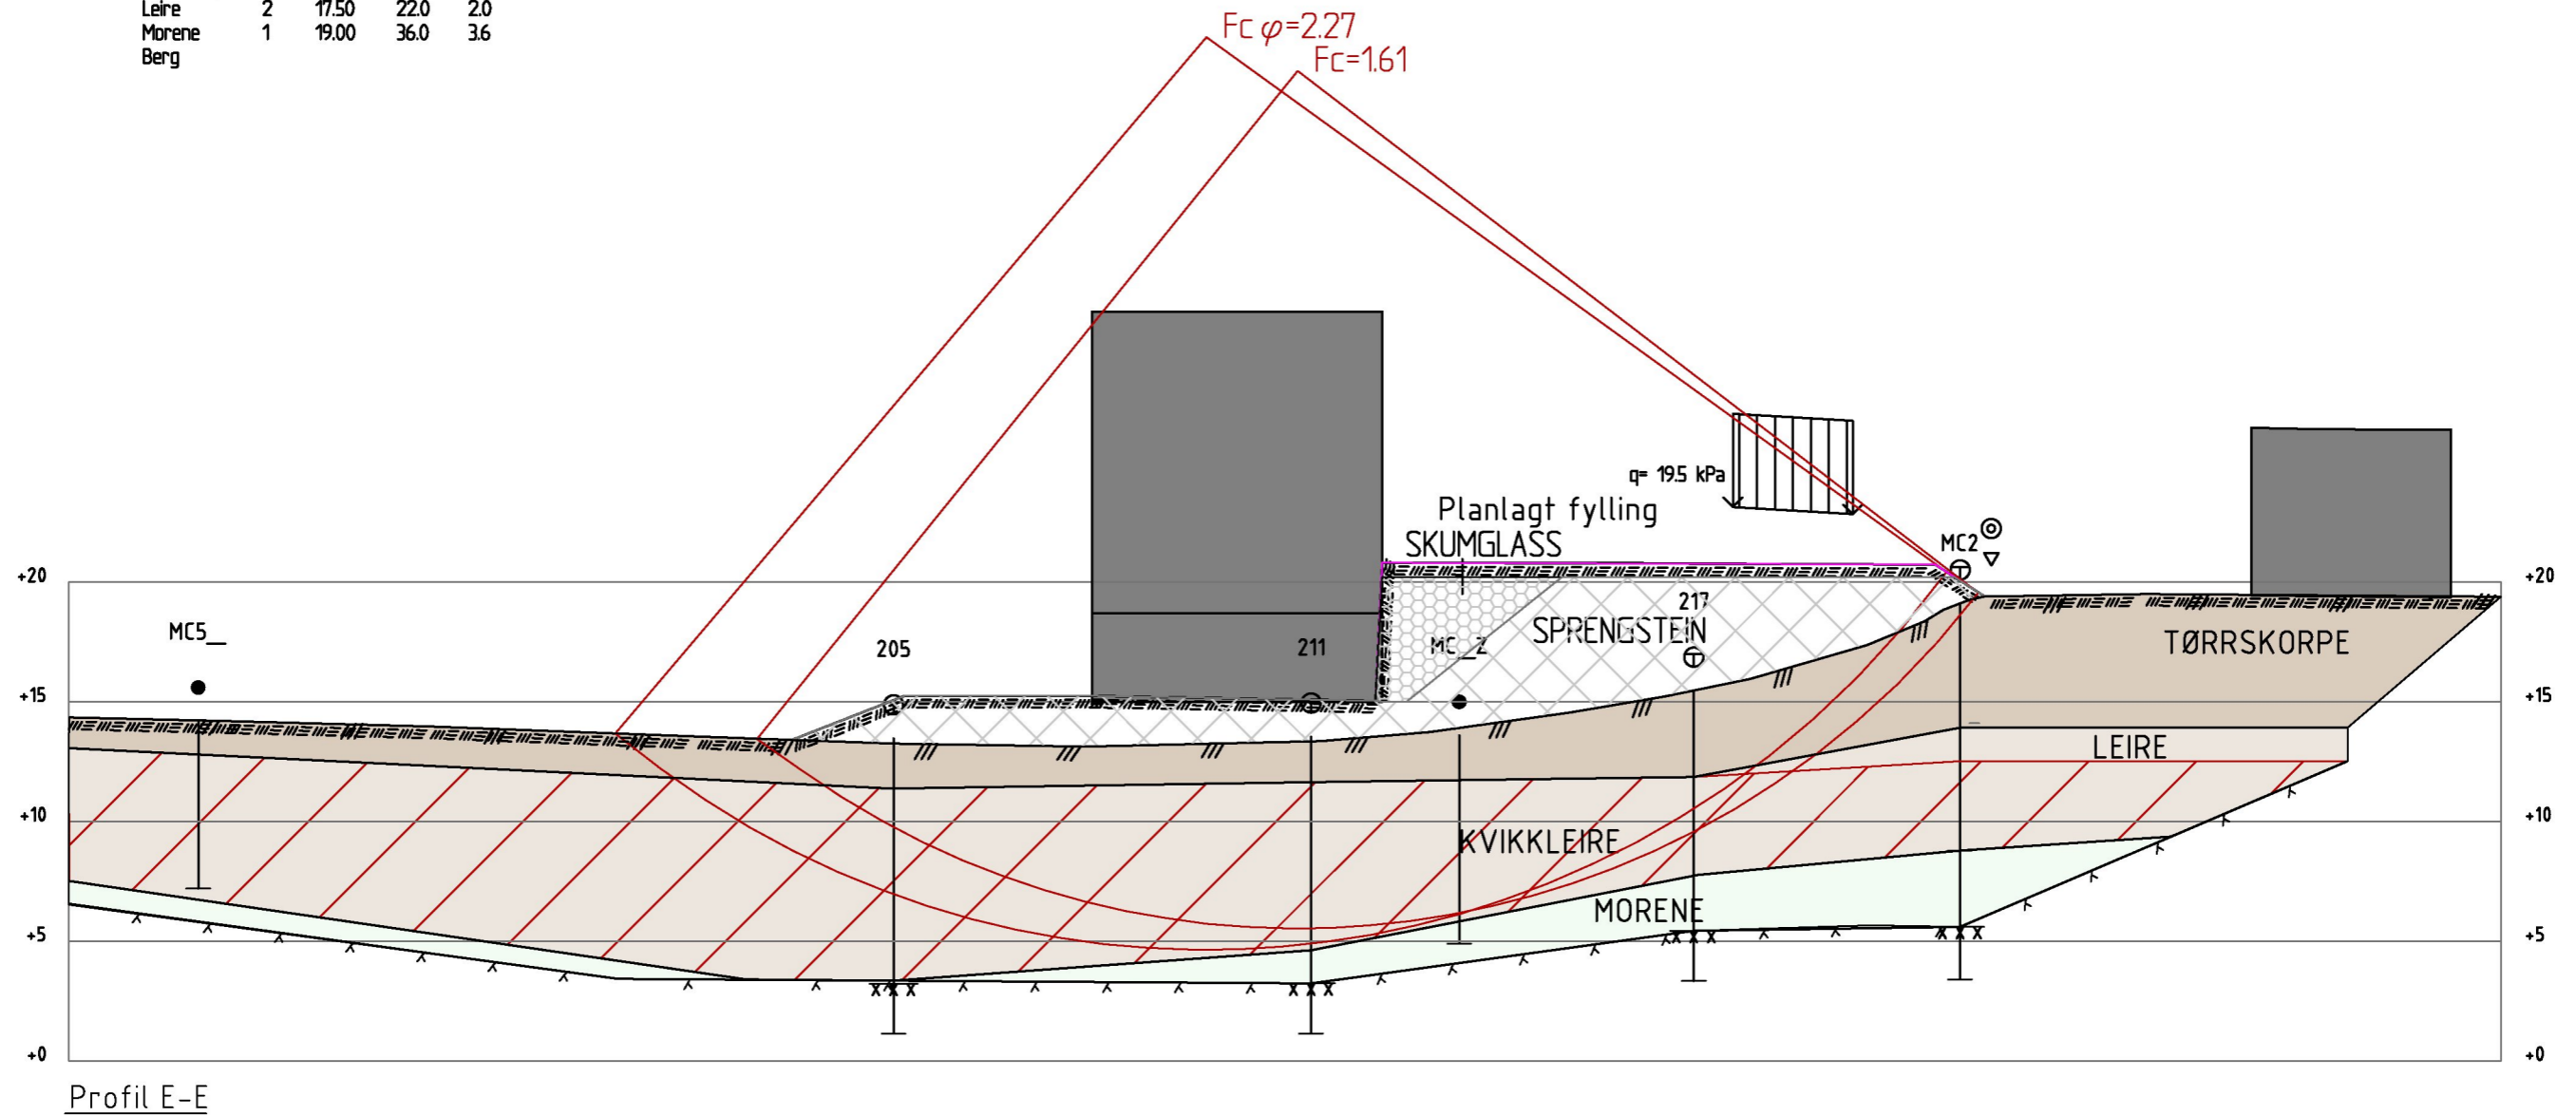 Leire 2 17.50 22.0 2.0
Morene 1 19.00 36.0 3.6
Berg
Fc φ=2.27
Fc=1.61
q= 19.5 kPa
Planlagt fylling
SKUMGLASS
MC2
+20
+20
217
MC5_
205
211
MC_Z
SPRENGSTEIN
TØRRSKORPE
+15
+15
LEIRE
+10
+10
KVIKKLEIRE
MORENE
+5
+5
+0
+0
Profil E-E